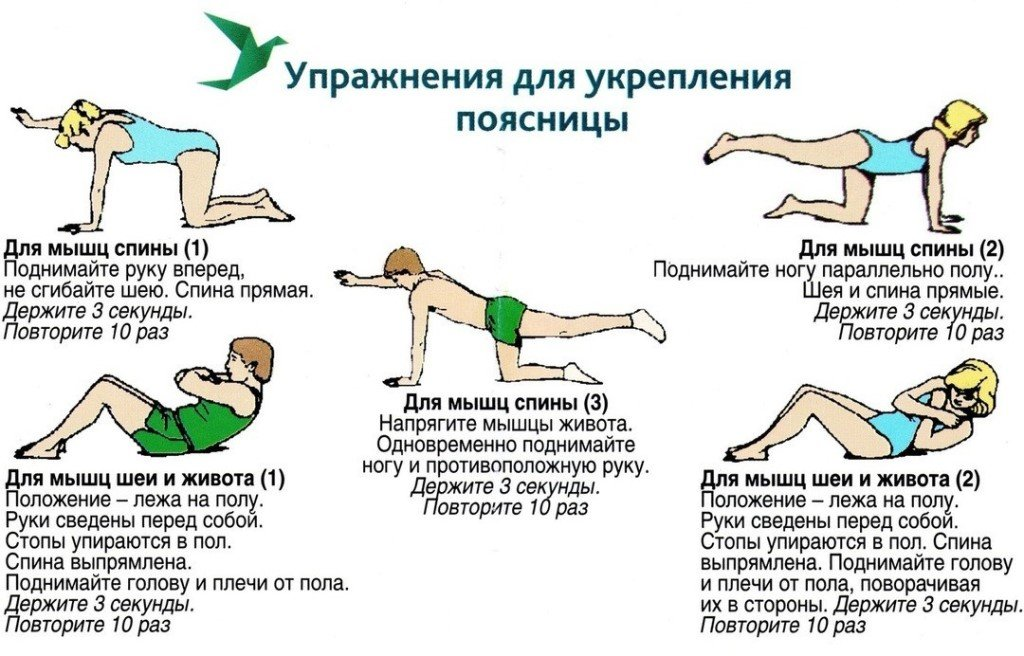 Упражнения для укрепления
поясницы
Для мышц спины (1)
Поднимайте руку вперед,
не сгибайте шею. Спина прямая.
Держите 3 секунды.
Повторите 10 раз
Для мышц спины (2)
Поднимайте ногу параллельно полу..
Шея и спина прямые.
Держите 3 секунды.
Повторите 10 раз
Для мышц спины (3)
Напрягите мышцы живота.
Одновременно поднимайте
ногу и противоположную руку.
Держите 3 секунды.
Повторите 10 раз
Для мышц шеи и живота (1)
Положение – лежа на полу.
Руки сведены перед собой.
Стопы упираются в пол.
Спина выпрямлена.
Поднимайте голову и плечи от пола.
Держите 3 секунды.
Повторите 10 раз
Для мышц шеи и живота (2)
Положение – лежа на полу.
Руки сведены перед собой.
Стопы упираются в пол. Спина
выпрямлена. Поднимайте голову
и плечи от пола, поворачивая
их в стороны. Держите 3 секунды.
Повторите 10 раз